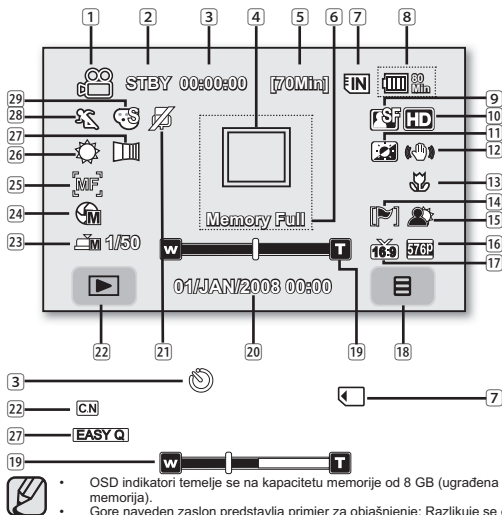 1 2 3 4 5 6 7 8
STBY 00:00:00 [70Min] IN 80 Min
29 S SF 9
28 HD 10
27 11
26 12
25 [MF] 13
24 M 14
Memory Full 15
23 M 1/50 16:9 576P 16
W T 17
01/JAN/2008 00:00
22 21 20 19 18
3
22 C.N 7
27 EASY Q
19 W T
• OSD indikatori temelje se na kapacitetu memorije od 8 GB (ugrađena
memorija).
• Gore naveden zaslon predstavlja primjer za objašnjenje: Razlikuje se